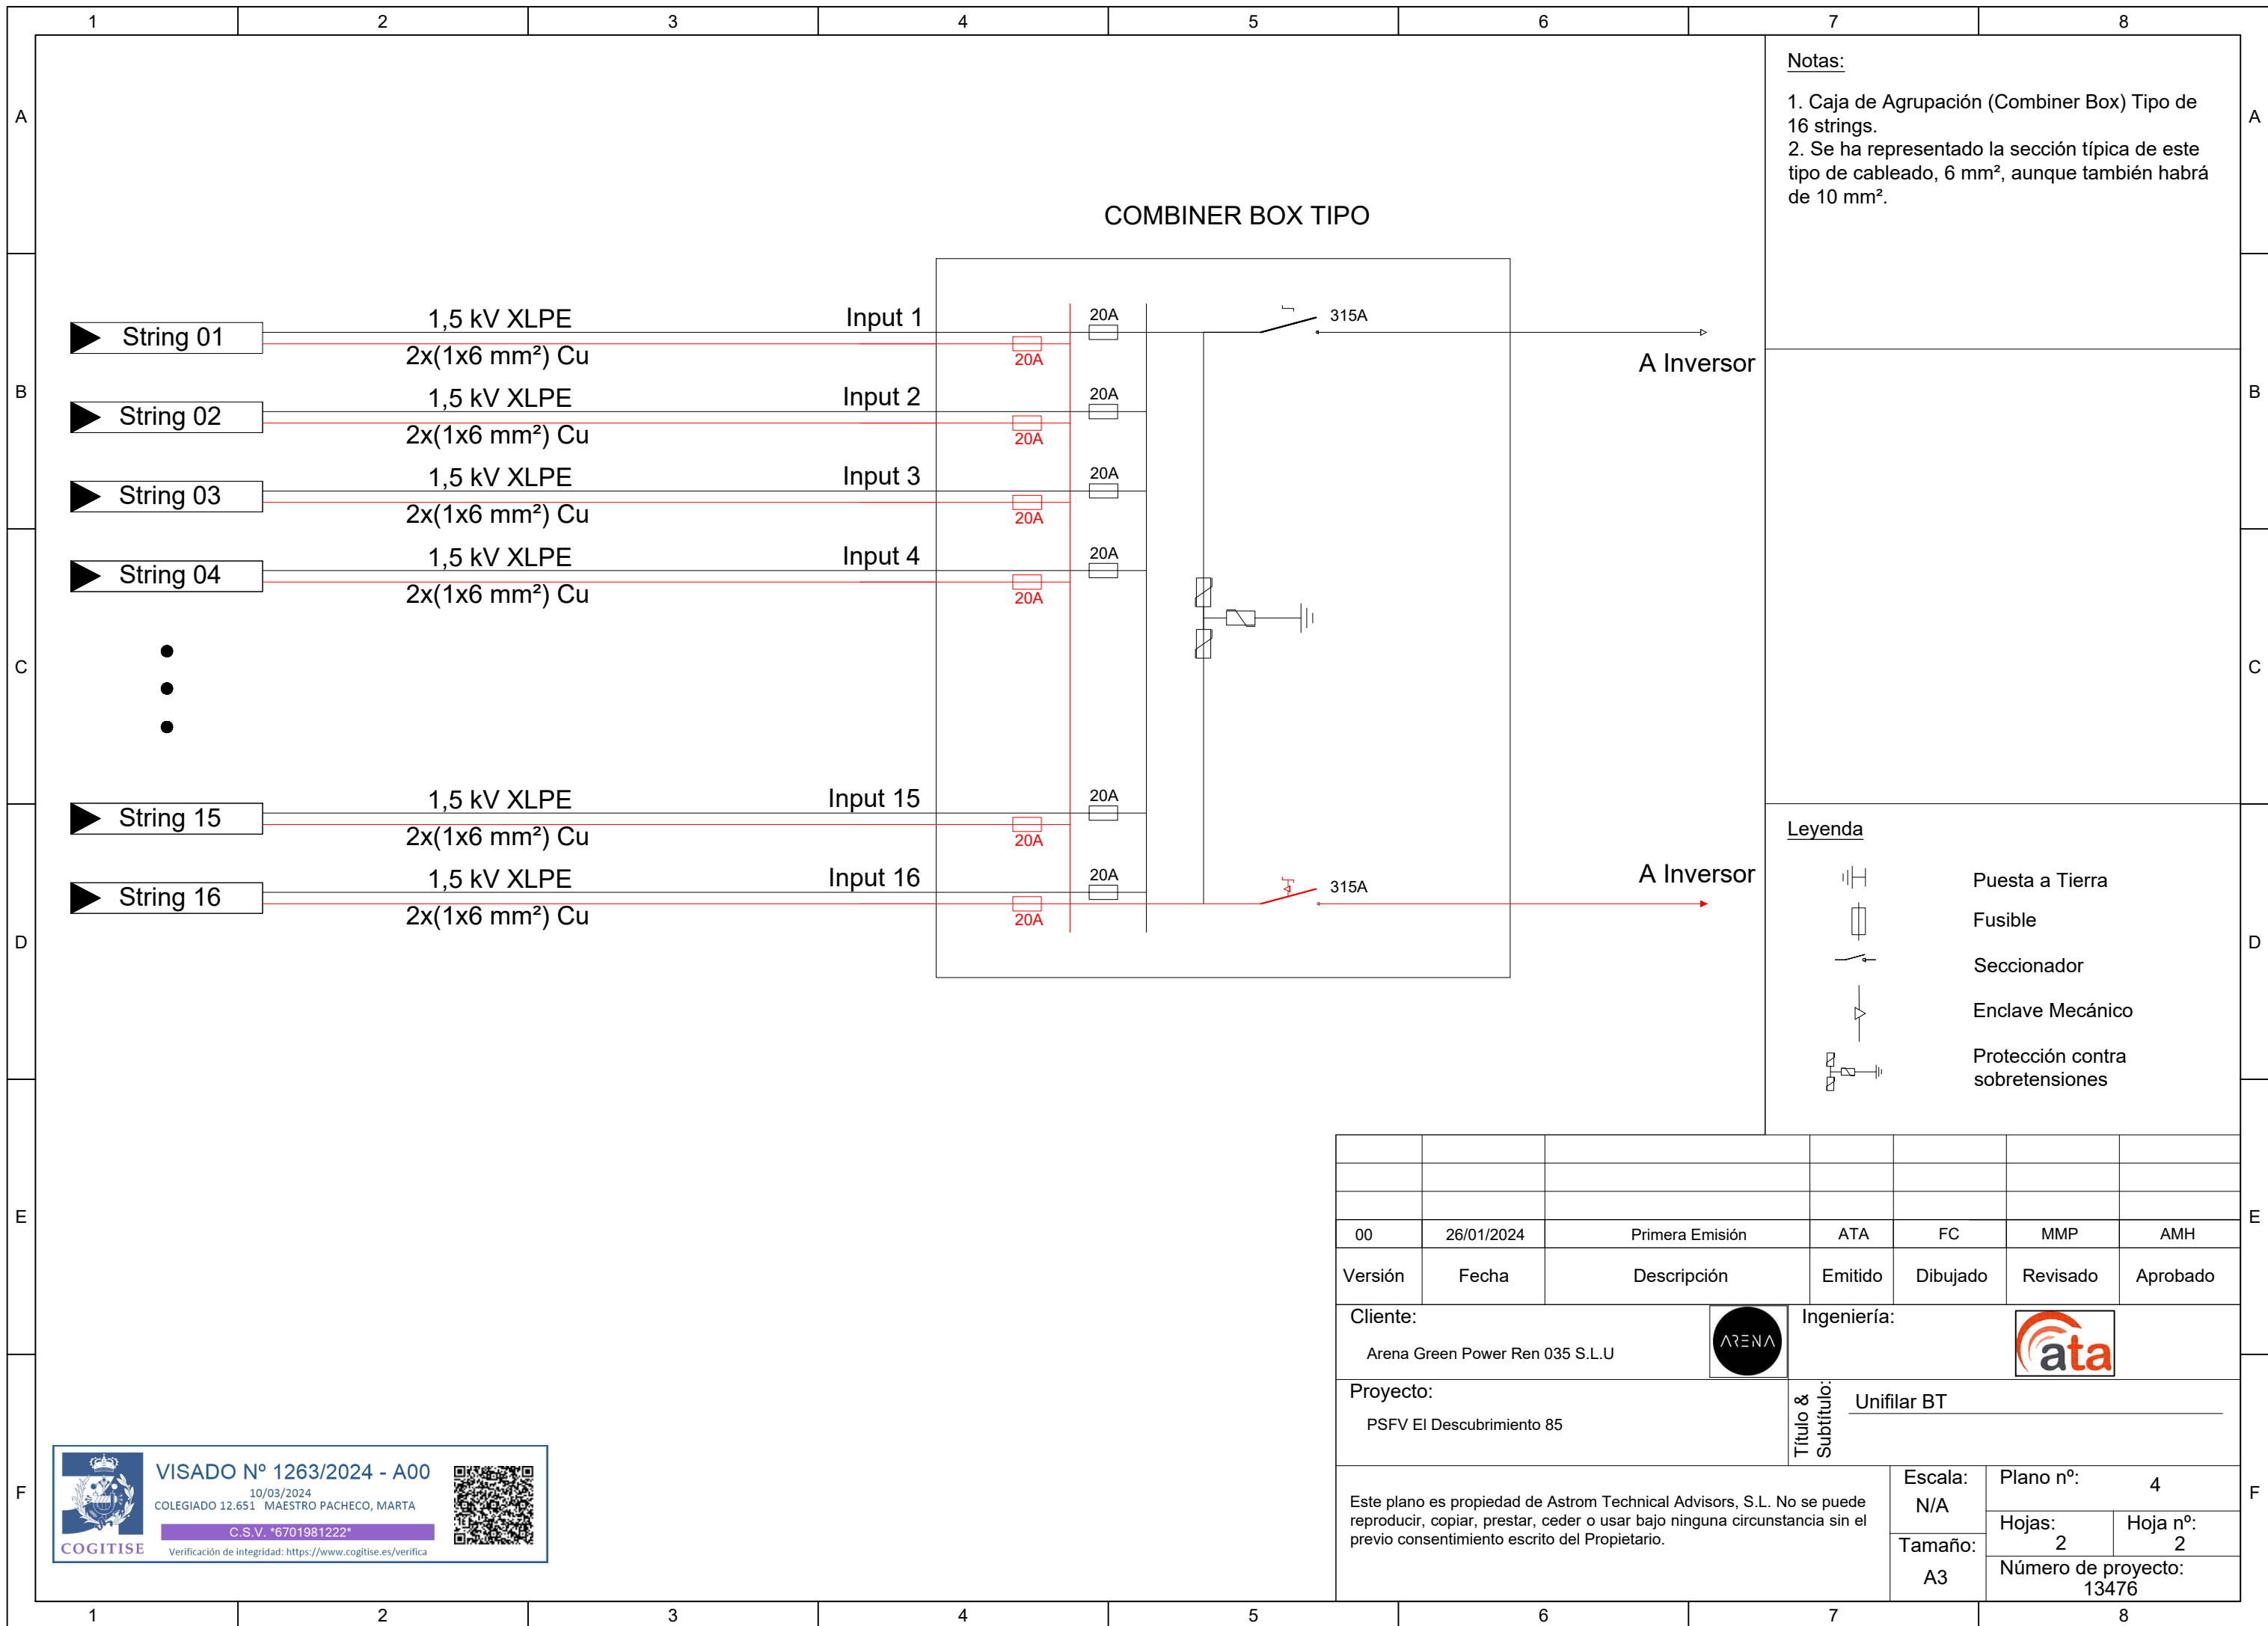 1 2 3 4 5 6 7 8
A A
B B
C C
D D
E E
F F
COMBINER BOX TIPO
String 01
1,5 kV XLPE
2x(1x6 mm²) Cu
Input 1
20A
20A
315A
A Inversor
String 02
1,5 kV XLPE
2x(1x6 mm²) Cu
Input 2
20A
20A
String 03
1,5 kV XLPE
2x(1x6 mm²) Cu
Input 3
20A
20A
String 04
1,5 kV XLPE
2x(1x6 mm²) Cu
Input 4
20A
20A
String 15
1,5 kV XLPE
2x(1x6 mm²) Cu
Input 15
20A
20A
String 16
1,5 kV XLPE
2x(1x6 mm²) Cu
Input 16
20A
20A
315A
A Inversor
Notas:
1. Caja de Agrupación (Combiner Box) Tipo de
16 strings.
2. Se ha representado la sección típica de este
tipo de cableado, 6 mm², aunque también habrá
de 10 mm².
Leyenda
Puesta a Tierra
Fusible
Seccionador
Enclave Mecánico
Protección contra
sobretensiones
00 26/01/2024 Primera Emisión ATA FC MMP AMH
Versión Fecha Descripción Emitido Dibujado Revisado Aprobado
Cliente:
Arena Green Power Ren 035 S.L.U
ARENA
Ingeniería:
ata
Proyecto:
PSFV El Descubrimiento 85
Título &
Subtítulo:
Unifilar BT
Este plano es propiedad de Astrom Technical Advisors, S.L. No se puede
reproducir, copiar, prestar, ceder o usar bajo ninguna circunstancia sin el
previo consentimiento escrito del Propietario.
Escala:
N/A
Tamaño:
A3
Plano nº:
4
Hojas:
2
Hoja nº:
2
Número de proyecto:
13476
VISADO Nº 1263/2024 - A00
10/03/2024
COLEGIADO 12.651 MAESTRO PACHECO, MARTA
C.S.V. *6701981222*
Verificación de integridad: https://www.cogitise.es/verifica
COGITISE
1 2 3 4 5 6 7 8